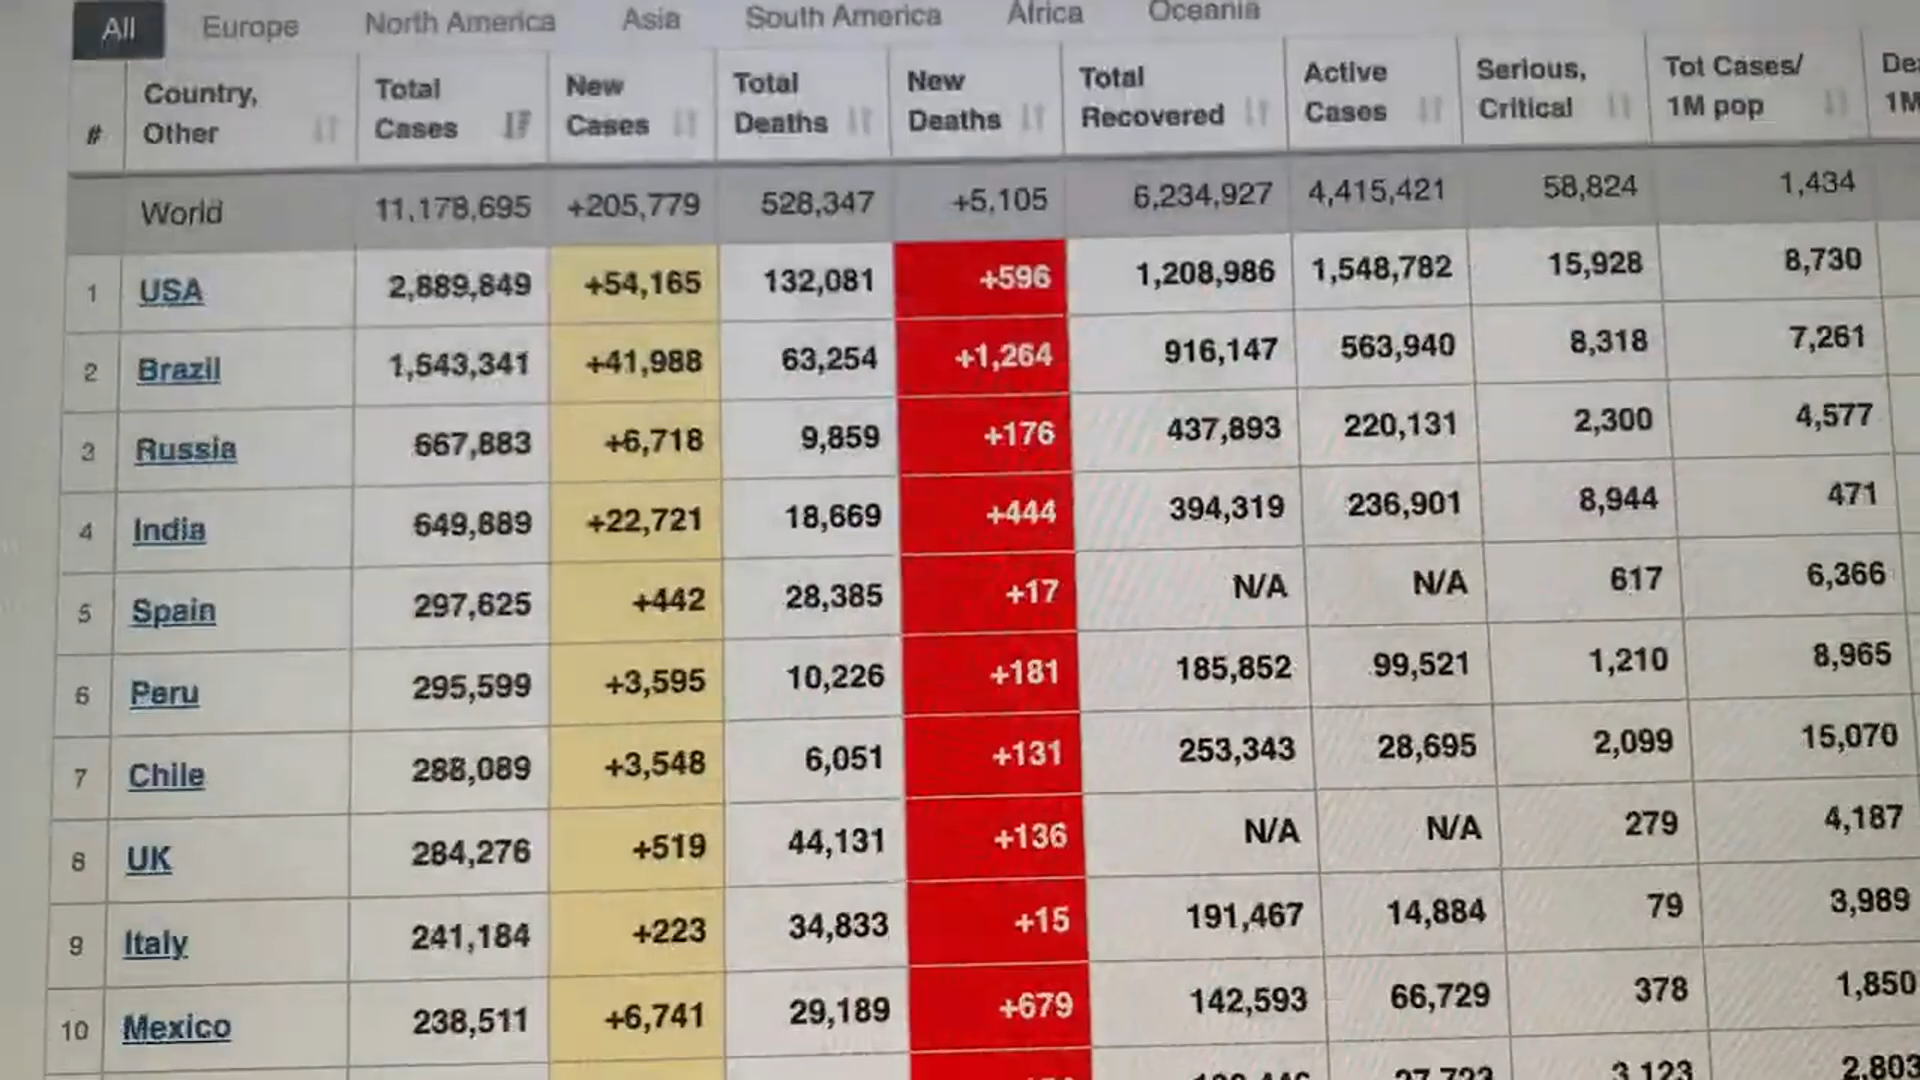 All Europe North America Asia South America Africa Oceania
# Country, Other Total Cases New Cases Total Deaths New Deaths Total Recovered Active Cases Serious, Critical Tot Cases/ 1M pop
World 11,178,695 +205,779 528,347 +5,105 6,234,927 4,415,421 58,824 1,434
1 USA 2,889,849 +54,165 132,081 +596 1,208,986 1,548,782 15,928 8,730
2 Brazil 1,543,341 +41,988 63,254 +1,264 916,147 563,940 8,318 7,261
3 Russia 667,883 +6,718 9,859 +176 437,893 220,131 2,300 4,577
4 India 649,889 +22,721 18,669 +444 394,319 236,901 8,944 471
5 Spain 297,625 +442 28,385 +17 N/A N/A 617 6,366
6 Peru 295,599 +3,595 10,226 +181 185,852 99,521 1,210 8,965
7 Chile 288,089 +3,548 6,051 +131 253,343 28,695 2,099 15,070
8 UK 284,276 +519 44,131 +136 N/A N/A 279 4,187
9 Italy 241,184 +223 34,833 +15 191,467 14,884 79 3,989
10 Mexico 238,511 +6,741 29,189 +679 142,593 66,729 378 1,850
3,123 2,803